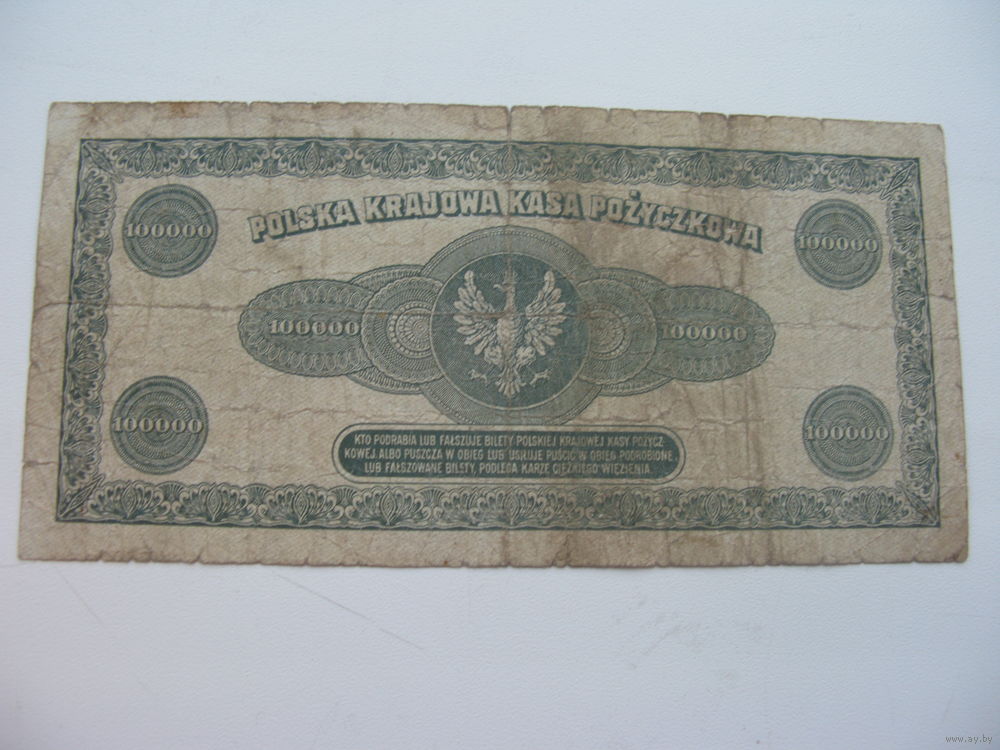 POLSKA KRAJOWA KASA POŻYCZKOWA
100000 100000
100000 100000
100000 100000
KTO PODRABIA LUB FAŁSZUJE BILETY POLSKIEJ KRAJOWEJ KASY POŻYCZ-
KOWEJ ALBO PUSZCZA W OBIEG LUB USIŁUJE PUŚCIĆ W OBIEG PODROBIONE
LUB FAŁSZOWANE BILETY, PODLEGA KARZE CIĘŻKIEGO WIĘZIENIA.
www.ay.by